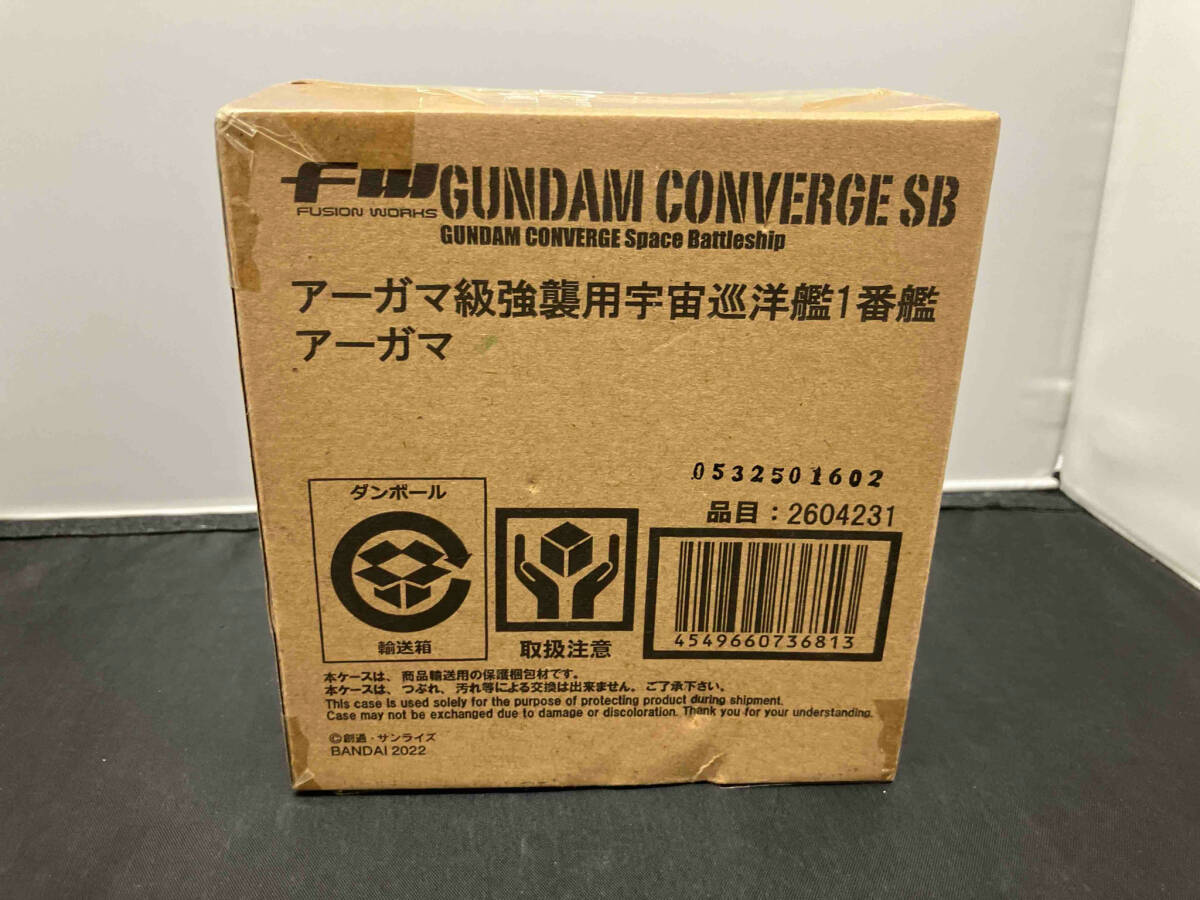 FW GUNDAM CONVERGE SB
FUSION WORKS
GUNDAM CONVERGE Space Battleship
アーガマ級強襲用宇宙巡洋艦1番艦
アーガマ
0532501602
品目：2604231
ダンボール
輸送箱
取扱注意
4549660736813
本ケースは、商品輸送用の保護梱包材です。
本ケースは、つぶれ、汚れ等による交換は出来ません。ご了承下さい。
This case is used solely for the purpose of protecting product during shipment.
Case may not be exchanged due to damage or discoloration. Thank you for your understanding.
©創通・サンライズ
BANDAI 2022